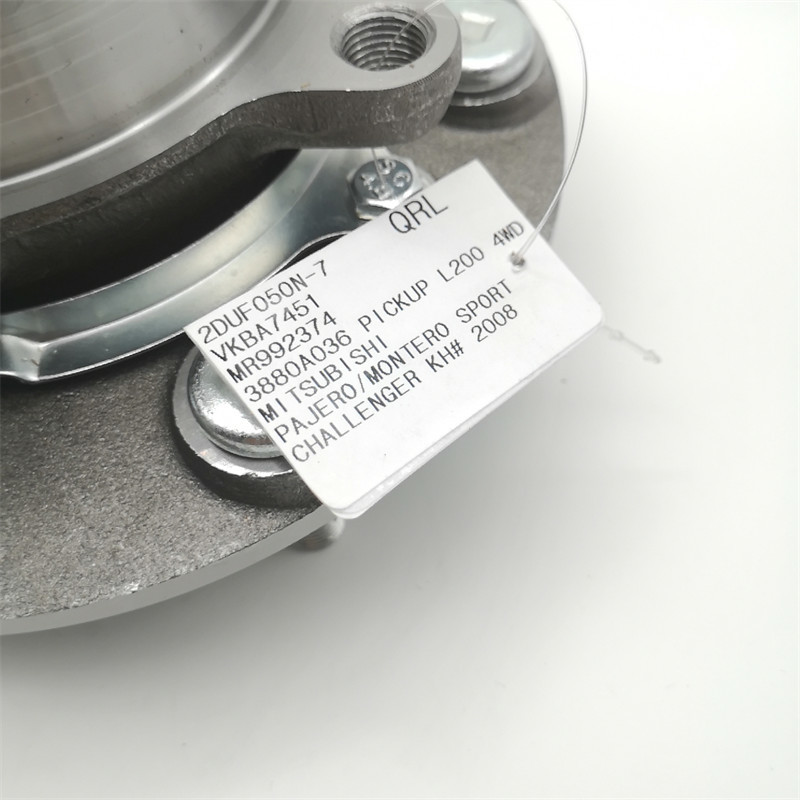 QRL
2DUF050N-7
VKBA7451
MR992374
3880A036 PICKUP L200 4WD
MITSUBISHI
PAJERO/MONTERO SPORT
CHALLENGER KH# 2008